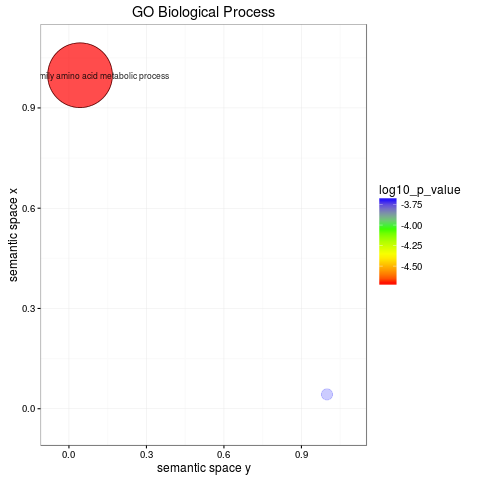 GO Biological Process
mily amino acid metabolic process
0.9
0.6
0.3
0.0
semantic space x
0.0
0.3
0.6
0.9
semantic space y
log10_p_value
-3.75
-4.00
-4.25
-4.50